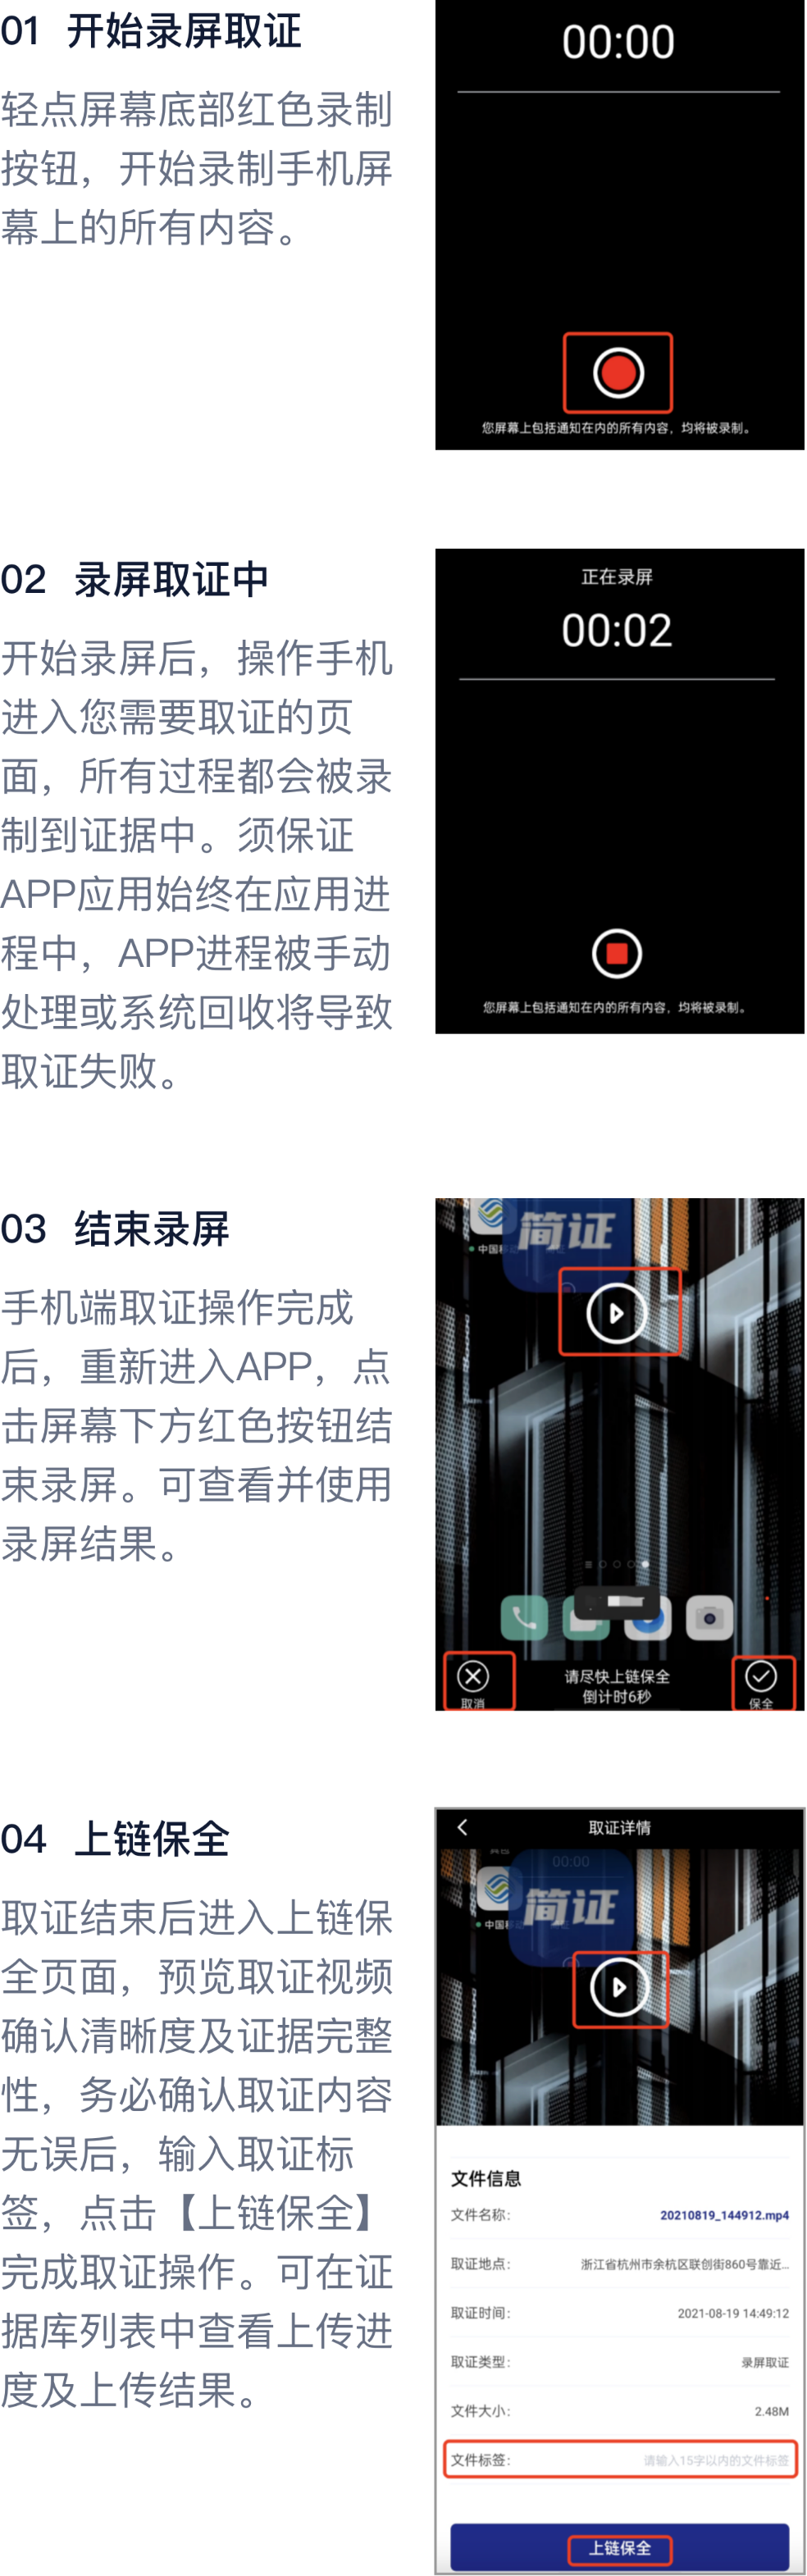 01 开始录屏取证
轻点屏幕底部红色录制
按钮，开始录制手机屏
幕上的所有内容。
00:00
您屏幕上包括通知在内的所有内容，均将被录制。
02 录屏取证中
开始录屏后，操作手机
进入您需要取证的页
面，所有过程都会被录
制到证据中。须保证
APP应用始终在应用进
程中，APP进程被手动
处理或系统回收将导致
取证失败。
正在录屏
00:02
您屏幕上包括通知在内的所有内容，均将被录制。
03 结束录屏
手机端取证操作完成
后，重新进入APP，点
击屏幕下方红色按钮结
束录屏。可查看并使用
录屏结果。
简证
中国移
请尽快上链保全
倒计时6秒
取消
保全
04 上链保全
取证结束后进入上链保
全页面，预览取证视频
确认清晰度及证据完整
性，务必确认取证内容
无误后，输入取证标
签，点击【上链保全】
完成取证操作。可在证
据库列表中查看上传进
度及上传结果。
取证详情
00:00
简证
中国移
文件信息
文件名称： 20210819_144912.mp4
取证地点： 浙江省杭州市余杭区联创街860号靠近...
取证时间： 2021-08-19 14:49:12
取证类型： 录屏取证
文件大小： 2.48M
文件标签： 请输入15字以内的文件标签
上链保全